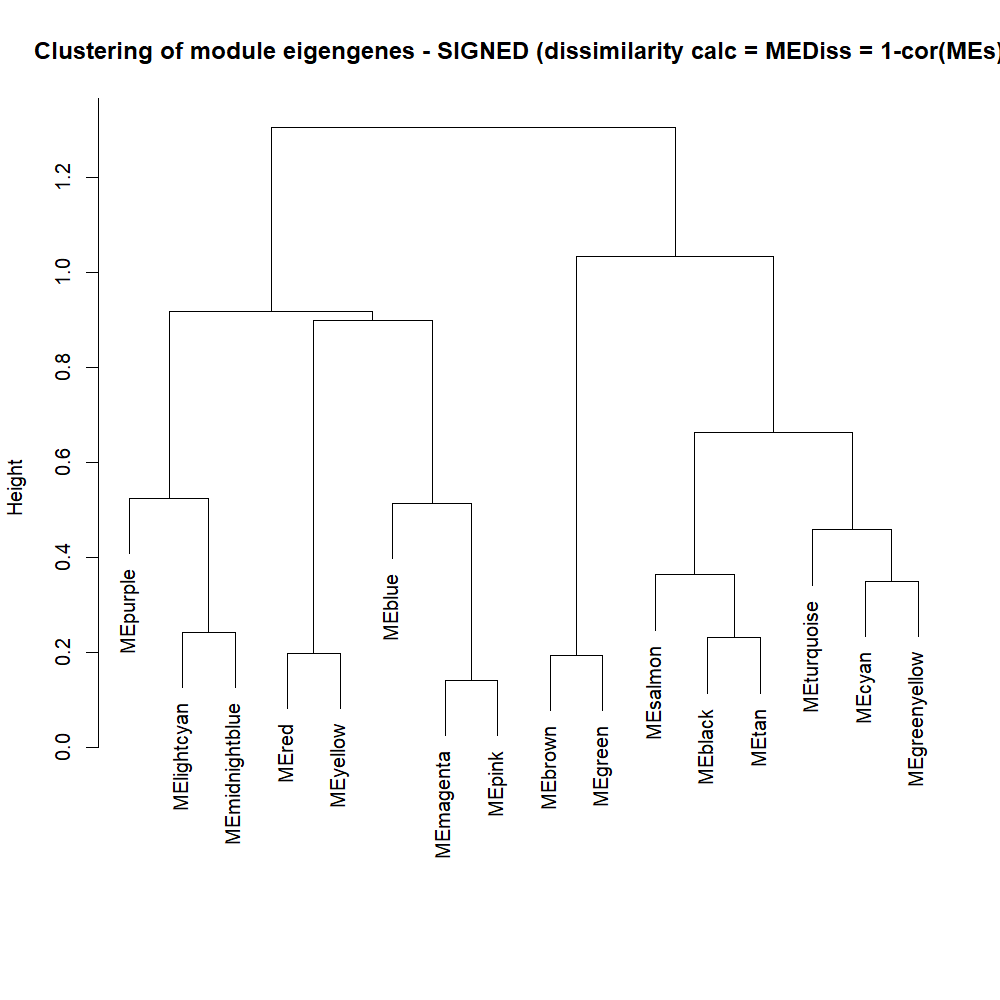 Clustering of module eigengenes - SIGNED (dissimilarity calc = MEDiss = 1-cor(MEs)
Height
1.2
1.0
0.8
0.6
0.4
0.2
0.0
MEpurple
MElightcyan
MEmidnightblue
MEred
MEyellow
MEblue
MEmagenta
MEpink
MEbrown
MEgreen
MEsalmon
MEblack
MEtan
MEturquoise
MEcyan
MEgreenyellow